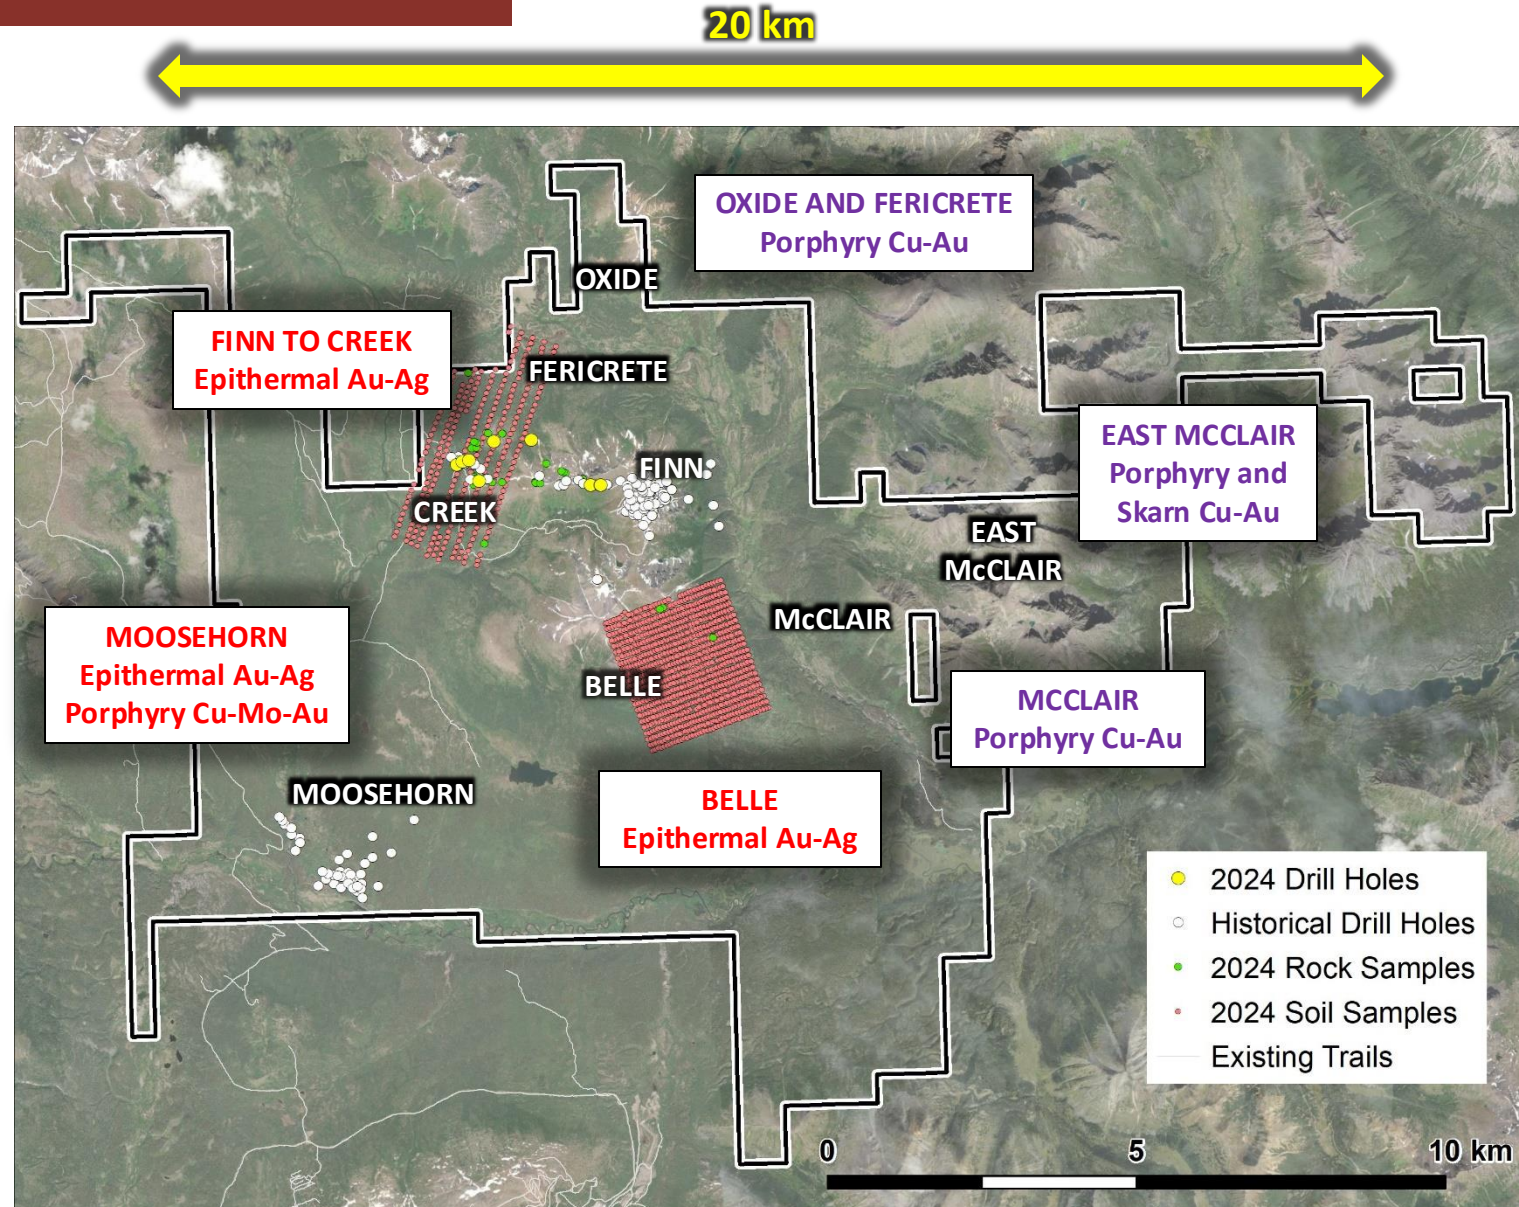 20 km
OXIDE AND FERICRETE
Porphyry Cu-Au
OXIDE
FINN TO CREEK
Epithermal Au-Ag
FERICRETE
EAST MCCLAIR
Porphyry and
Skarn Cu-Au
FINN
CREEK
EAST
McCLAIR
McCLAIR
MOOSEHORN
Epithermal Au-Ag
Porphyry Cu-Mo-Au
BELLE
MCCLAIR
Porphyry Cu-Au
MOOSEHORN
BELLE
Epithermal Au-Ag
2024 Drill Holes
Historical Drill Holes
2024 Rock Samples
2024 Soil Samples
Existing Trails
0 5 10 km